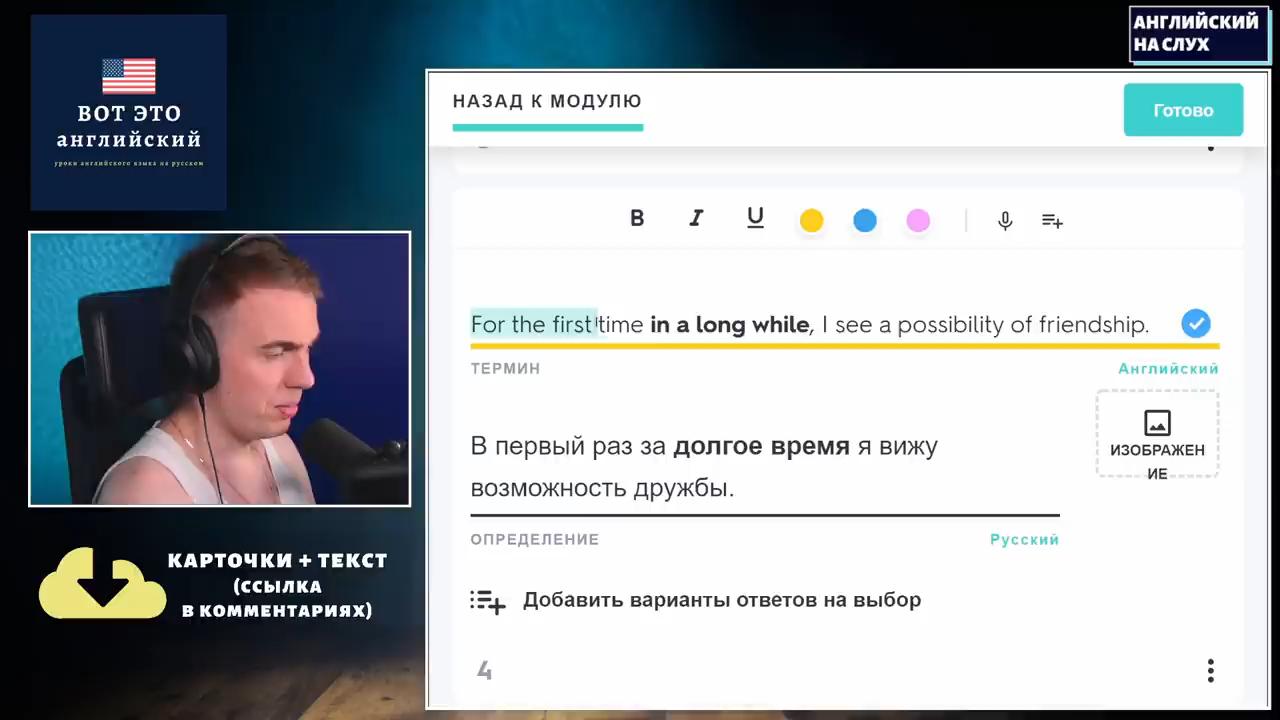 ВОТ ЭТО
английский
уроки английского языка на русском
КАРТОЧКИ + ТЕКСТ
(ССЫЛКА
В КОММЕНТАРИЯХ)
АНГЛИЙСКИЙ
НА СЛУХ
НАЗАД К МОДУЛЮ
Готово
B I U
For the first time in a long while, I see a possibility of friendship.
ТЕРМИН
Английский
В первый раз за долгое время я вижу
возможность дружбы.
ИЗОБРАЖЕН
ИЕ
ОПРЕДЕЛЕНИЕ
Русский
Добавить варианты ответов на выбор
4